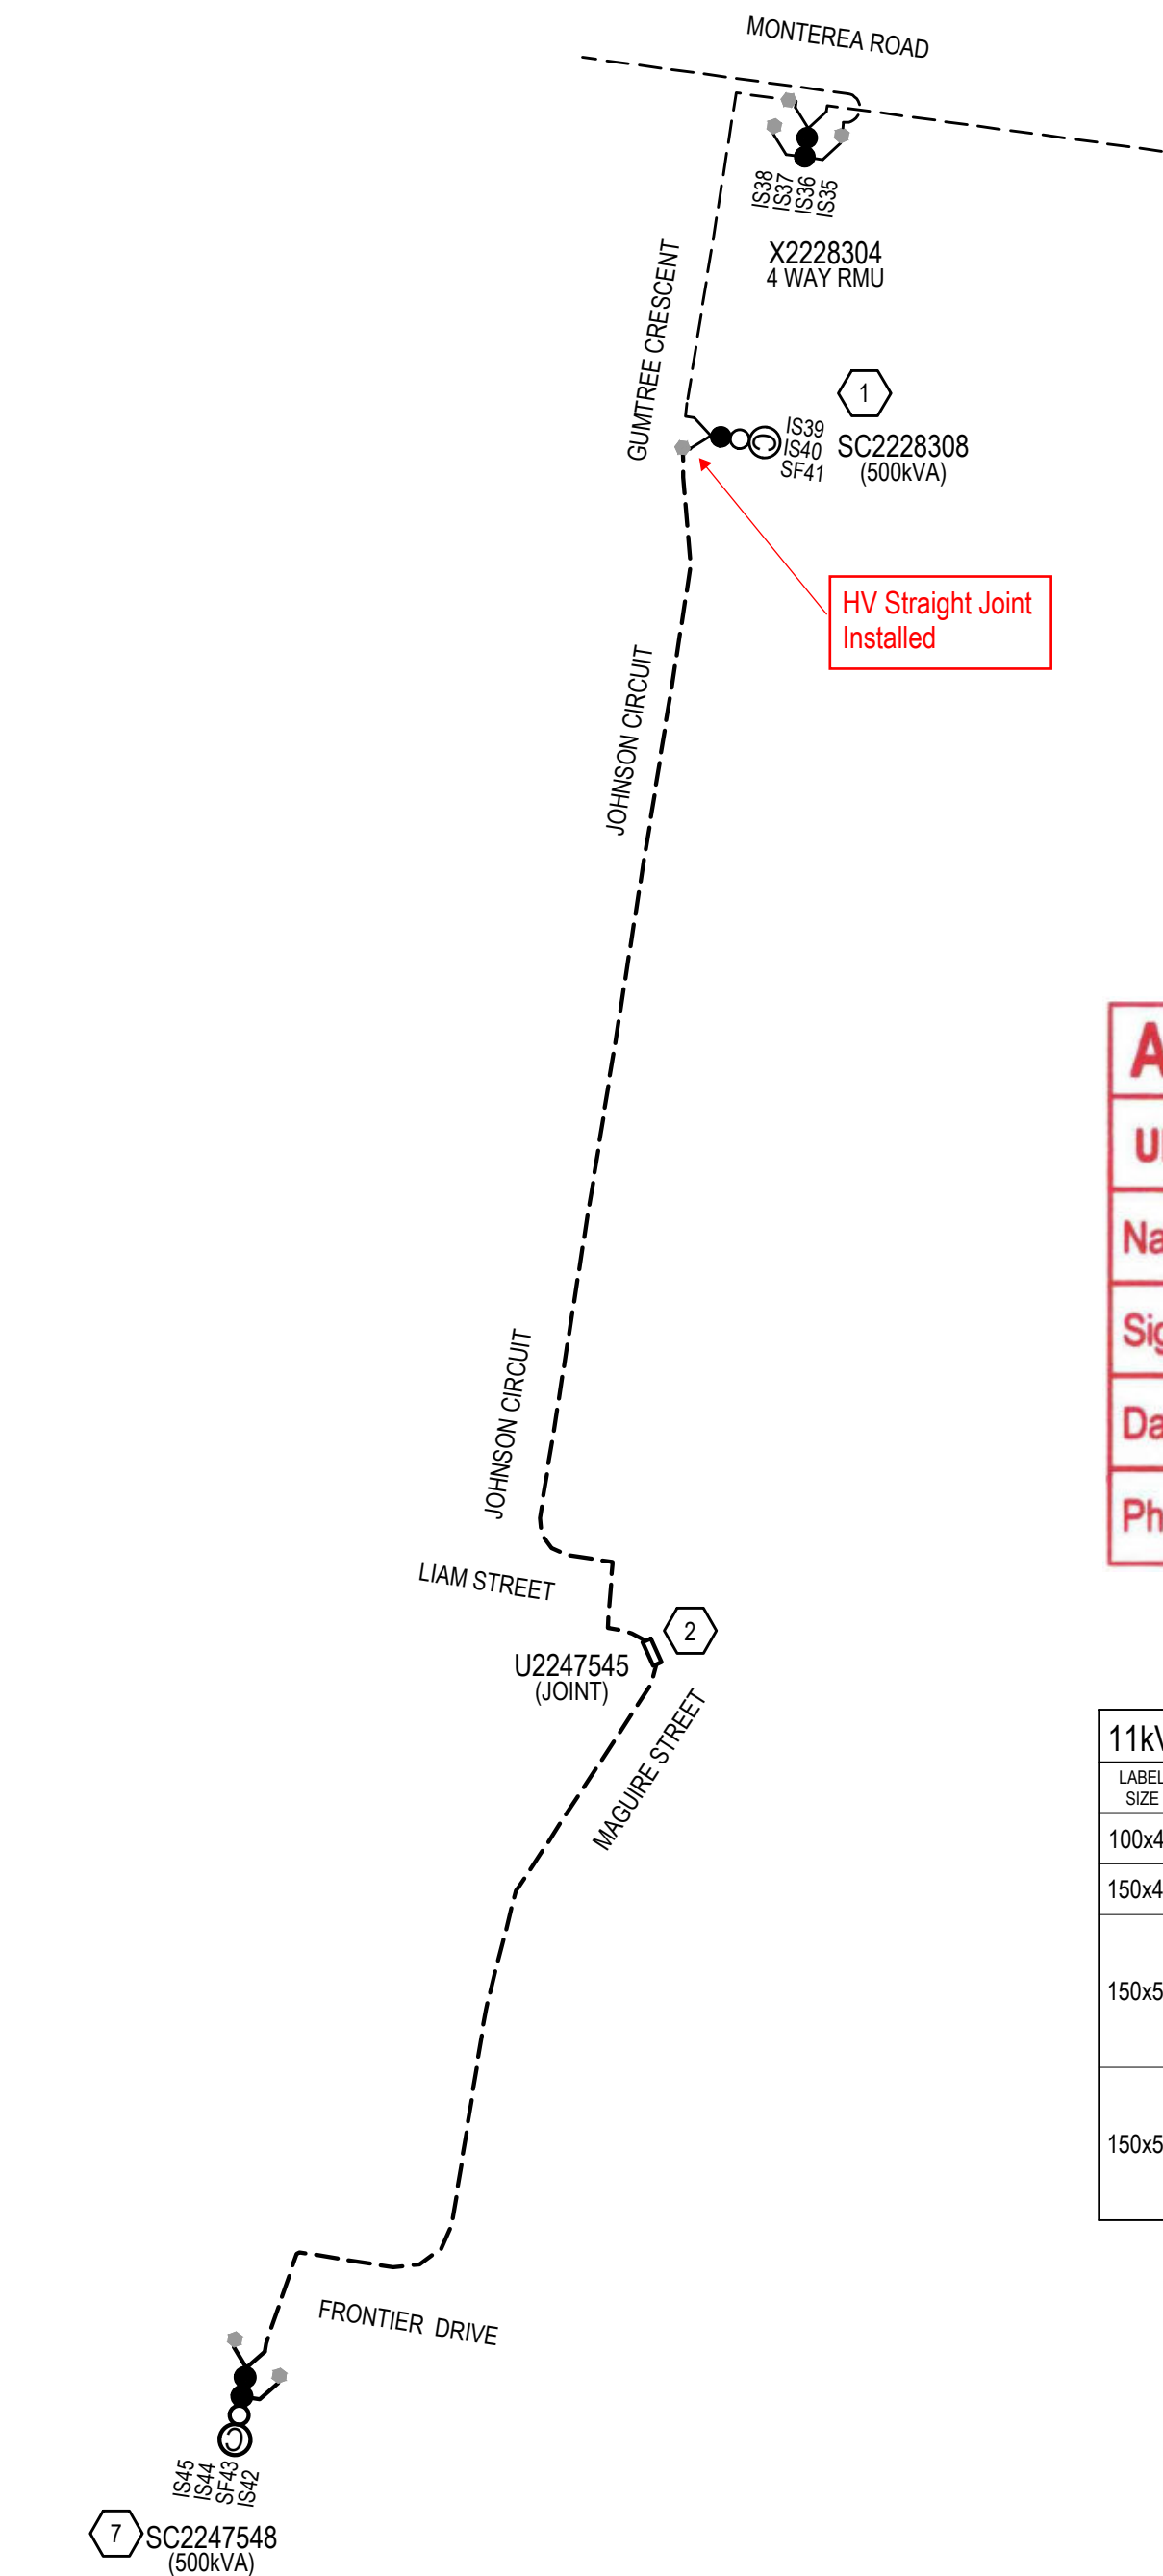 MONTEREA ROAD
IS38
IS37
IS36
IS35
X2228304
4 WAY RMU
GUMTREE CRESCENT
1
C
IS39
IS40
SF41
SC2228308
(500kVA)
HV Straight Joint
Installed
JOHNSON CIRCUIT
JOHNSON CIRCUIT
LIAM STREET
2
U2247545
(JOINT)
MAGUIRE STREET
11kV
LABEL
SIZE
100x4
150x4
150x5
150x5
FRONTIER DRIVE
C
IS45
IS44
SF43
IS42
7
SC2247548
(500kVA)